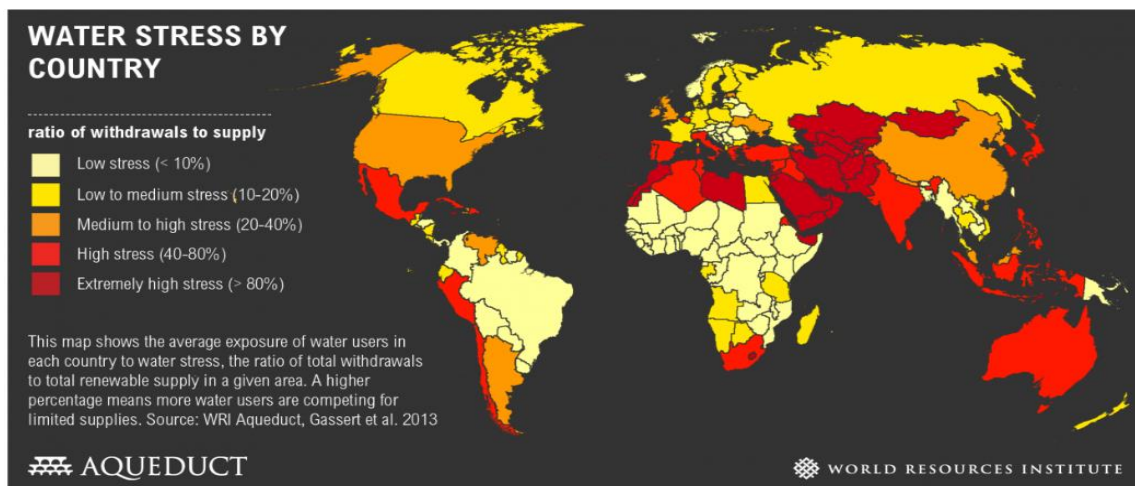 WATER STRESS BY
COUNTRY
ratio of withdrawals to supply
Low stress (< 10%)
Low to medium stress (10-20%)
Medium to high stress (20-40%)
High stress (40-80%)
Extremely high stress (> 80%)
This map shows the average exposure of water users in
each country to water stress, the ratio of total withdrawals
to total renewable supply in a given area. A higher
percentage means more water users are competing for
limited supplies. Source: WRI Aqueduct, Gassert et al. 2013
AQUEDUCT
WORLD RESOURCES INSTITUTE